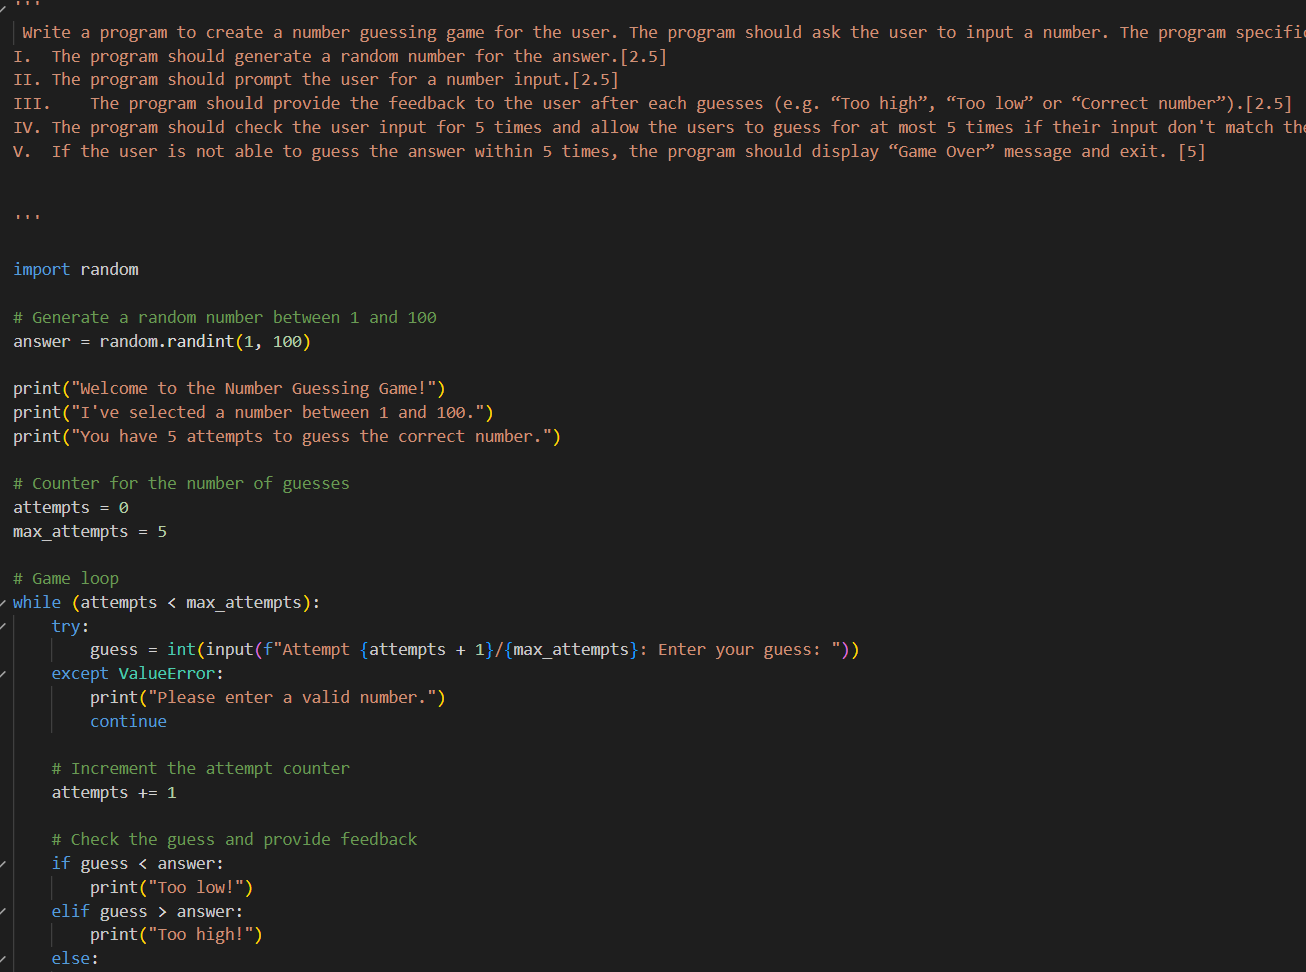 '''
Write a program to create a number guessing game for the user. The program should ask the user to input a number. The program
I. The program should generate a random number for the answer.[2.5]
II. The program should prompt the user for a number input.[2.5]
III. The program should provide the feedback to the user after each guesses (e.g. “Too high”, “Too low” or “Correct number”).[2.5]
IV. The program should check the user input for 5 times and allow the users to guess for at most 5 times if their input don't match
V. If the user is not able to guess the answer within 5 times, the program should display “Game Over” message and exit. [5]
'''
import random
# Generate a random number between 1 and 100
answer = random.randint(1, 100)
print("Welcome to the Number Guessing Game!")
print("I've selected a number between 1 and 100.")
print("You have 5 attempts to guess the correct number.")
# Counter for the number of guesses
attempts = 0
max_attempts = 5
# Game loop
while (attempts < max_attempts):
    try:
        guess = int(input(f"Attempt {attempts + 1}/{max_attempts}: Enter your guess: "))
    except ValueError:
        print("Please enter a valid number.")
        continue
    # Increment the attempt counter
    attempts += 1
    # Check the guess and provide feedback
    if guess < answer:
        print("Too low!")
    elif guess > answer:
        print("Too high!")
    else: